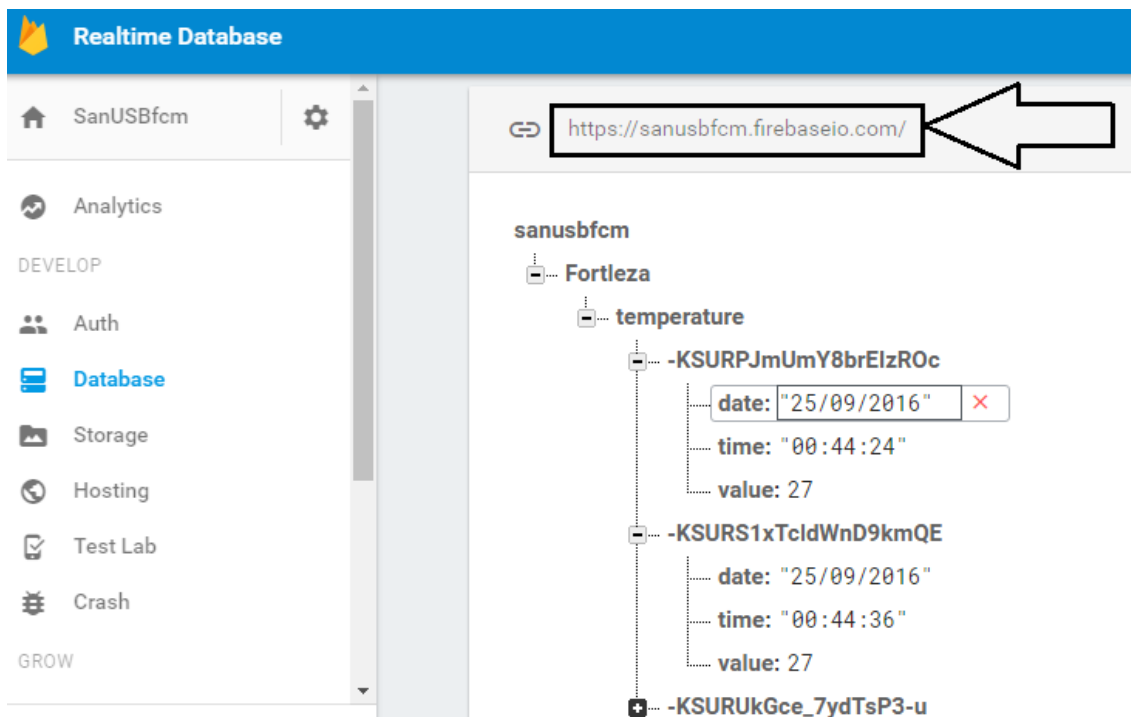 Realtime Database
SanUSBfcm
Analytics
DEVELOP
Auth
Database
Storage
Hosting
Test Lab
Crash
GROW
https://sanusbfcm.firebaseio.com/
sanusbfcm
Fortleza
temperature
-KSURPJmUmY8brEIzROc
date: "25/09/2016"
time: "00:44:24"
value: 27
-KSURS1xTcldWnD9kmQE
date: "25/09/2016"
time: "00:44:36"
value: 27
-KSURUkGce_7ydTsP3-u